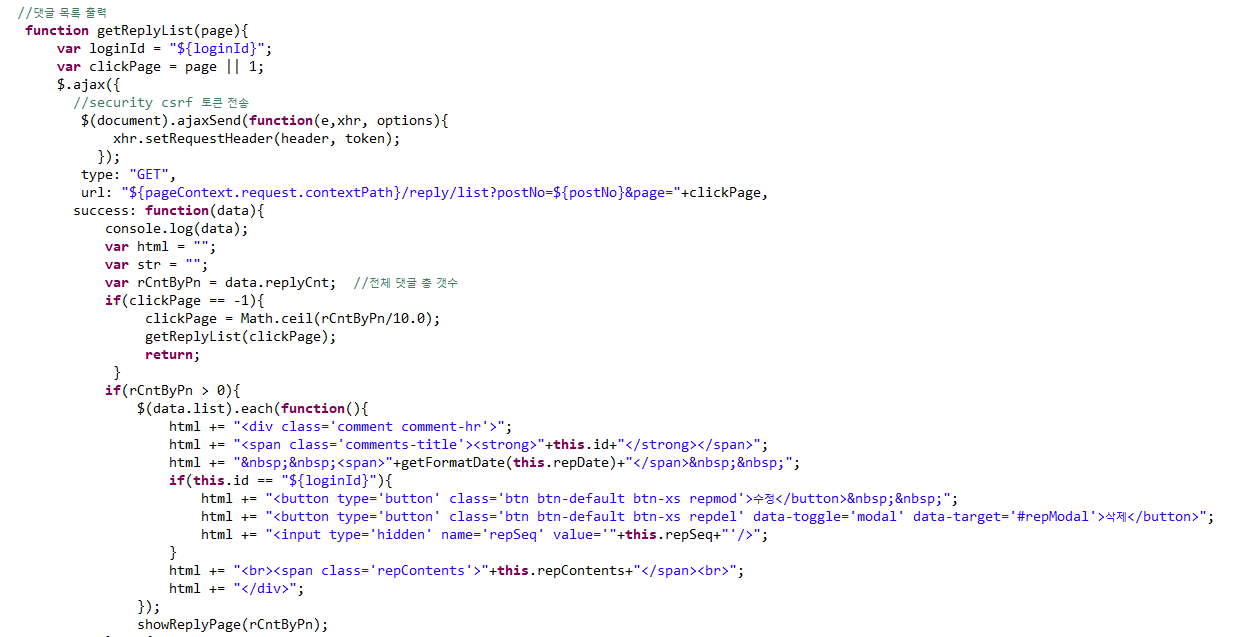 //댓글 목록 출력
function getReplyList(page){
var loginId = "${loginId}";
var clickPage = page || 1;
$.ajax({
//security csrf 토큰 전송
$(document).ajaxSend(function(e,xhr, options){
xhr.setRequestHeader(header, token);
});
type: "GET",
url: "${pageContext.request.contextPath}/reply/list?postNo=${postNo}&page="+clickPage,
success: function(data){
console.log(data);
var html = "";
var str = "";
var rCntByPn = data.replyCnt;  //전체 댓글 총 갯수
if(clickPage == -1){
clickPage = Math.ceil(rCntByPn/10.0);
getReplyList(clickPage);
return;
}
if(rCntByPn > 0){
$(data.list).each(function(){
html += "<div class='comment comment-hr'>";
html += "<span class='comments-title'><strong>"+this.id+"</strong></span>";
html += "&nbsp;&nbsp;<span>"+getFormatDate(this.repDate)+"</span>&nbsp;&nbsp;";
if(this.id == "${loginId}"){
html += "<button type='button' class='btn btn-default btn-xs repmod'>수정</button>&nbsp;&nbsp;";
html += "<button type='button' class='btn btn-default btn-xs repdel' data-toggle='modal' data-target='#repModal'>삭제</button>";
html += "<input type='hidden' name='repSeq' value='"+this.repSeq+"'/>";
}
html += "<br><span class='repContents'>"+this.repContents+"</span><br>";
html += "</div>";
});
showReplyPage(rCntByPn);